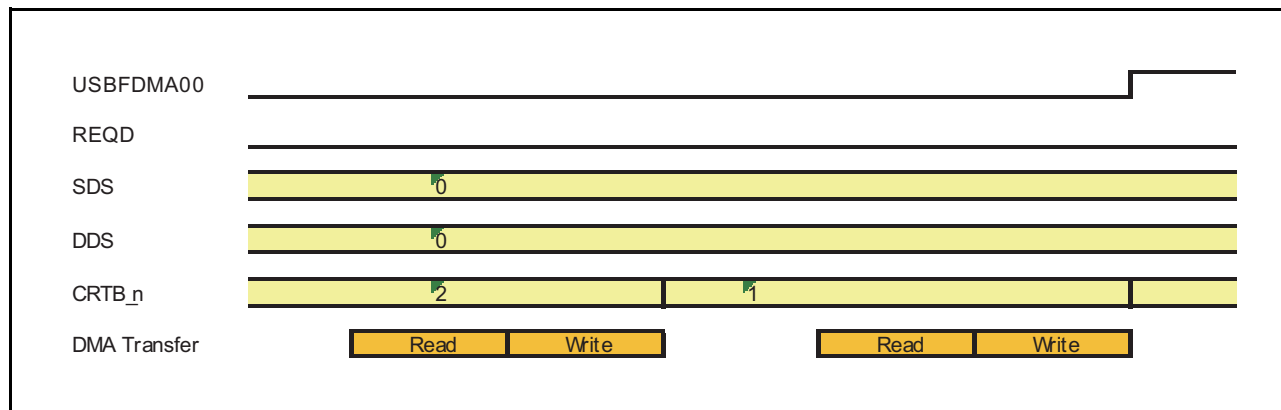 USBFDMA00
REQD
SDS 0
DDS 0
CRTB_n 2 1
DMA Transfer Read Write Read Write